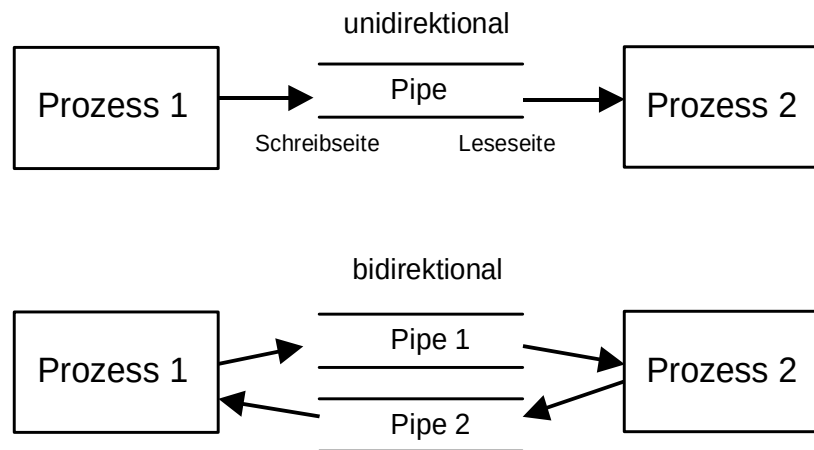 unidirektional
Prozess 1
Pipe
Prozess 2
Schreibseite
Leseseite
bidirektional
Prozess 1
Pipe 1
Prozess 2
Pipe 2